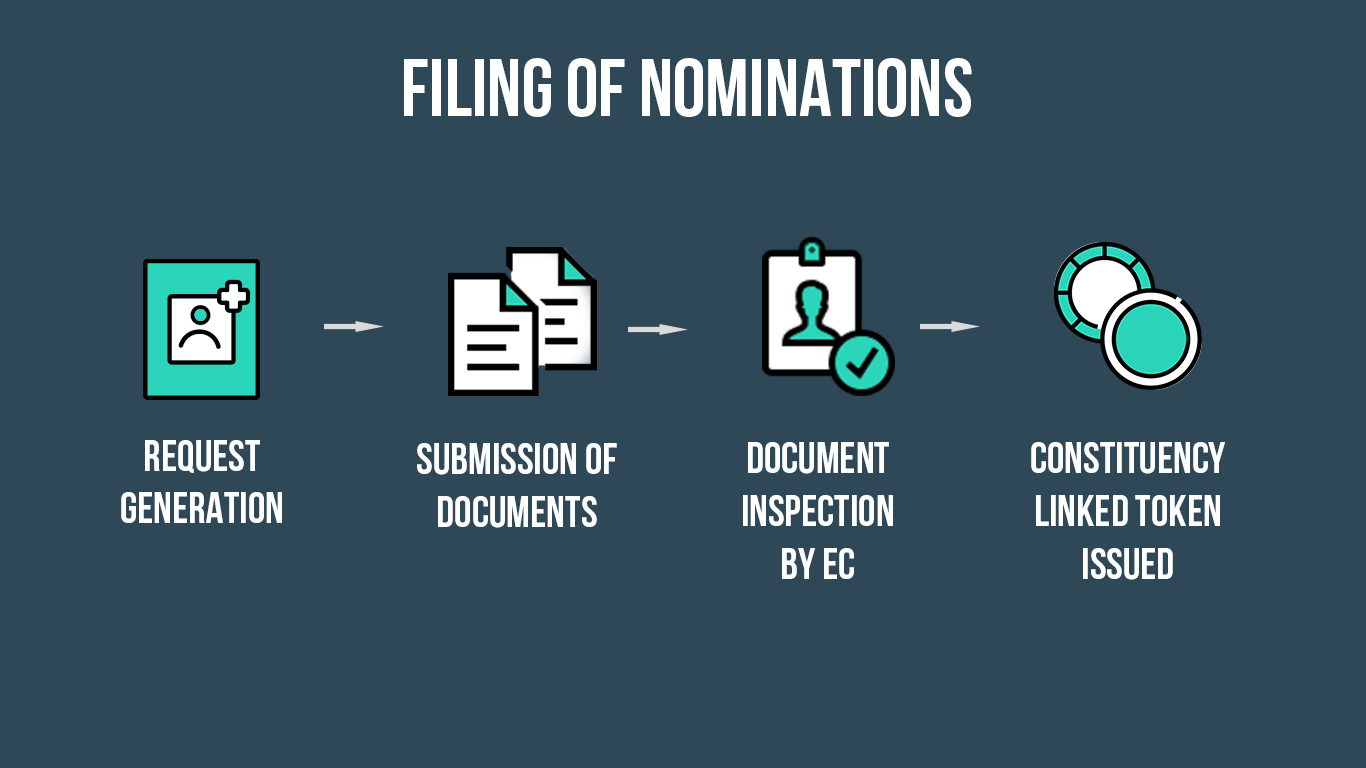 FILING OF NOMINATIONS
REQUEST
GENERATION
SUBMISSION OF
DOCUMENTS
DOCUMENT
INSPECTION
BY EC
CONSTITUENCY
LINKED TOKEN
ISSUED